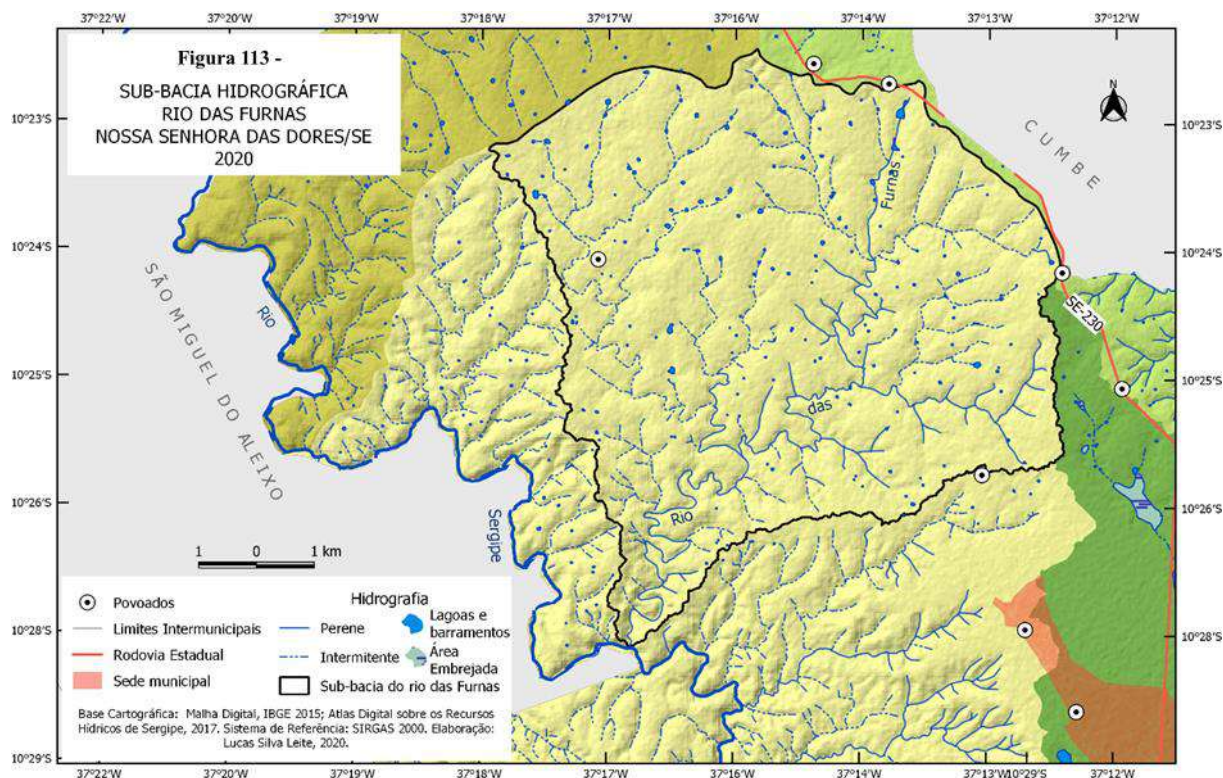 37°22'W 37°20'W 37°19'W 37°18'W 37°17'W 37°16'W 37°14'W 37°13'W 37°12'W
Figura 113 -
SUB-BACIA HIDROGRÁFICA
RIO DAS FURNAS
NOSSA SENHORA DAS DORES/SE
2020
N
CUMBE
10°23'S 10°23'S
Furnas
10°24'S 10°24'S
SÃO MIGUEL DO ALEIXO
Rio
SE-230
10°25'S 10°25'S
das
10°26'S 10°26'S
Rio
Sergipe
1 0 1 km
Povoados
Limites Intermunicipais
Rodovia Estadual
Sede municipal
Hidrografia
Perene
Intermitente
Lagoas e
barramentos
Área
Embrejada
Sub-bacia do rio das Furnas
10°28'S 10°28'S
Base Cartográfica: Malha Digital, IBGE 2015; Atlas Digital sobre os Recursos
Hídricos de Sergipe, 2017. Sistema de Referência: SIRGAS 2000. Elaboração:
Lucas Silva Leite, 2020.
10°29'S 10°29'S
37°22'W 37°20'W 37°19'W 37°18'W 37°17'W 37°16'W 37°14'W 37°13'W 37°12'W